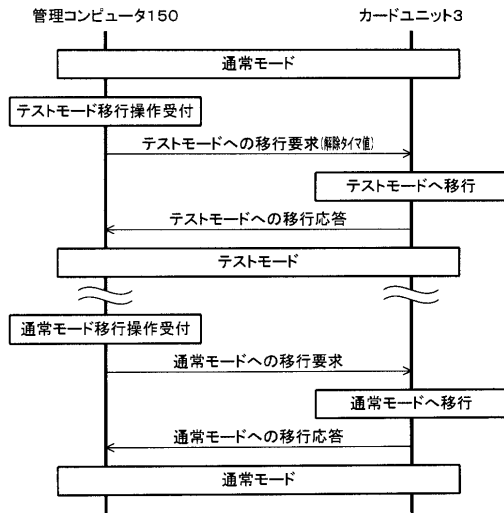 管理コンピュータ150
カードユニット3
通常モード
テストモード移行操作受付
テストモードへの移行要求(解除タイマ値)
テストモードへ移行
テストモードへの移行応答
テストモード
通常モード移行操作受付
通常モードへの移行要求
通常モードへ移行
通常モードへの移行応答
通常モード